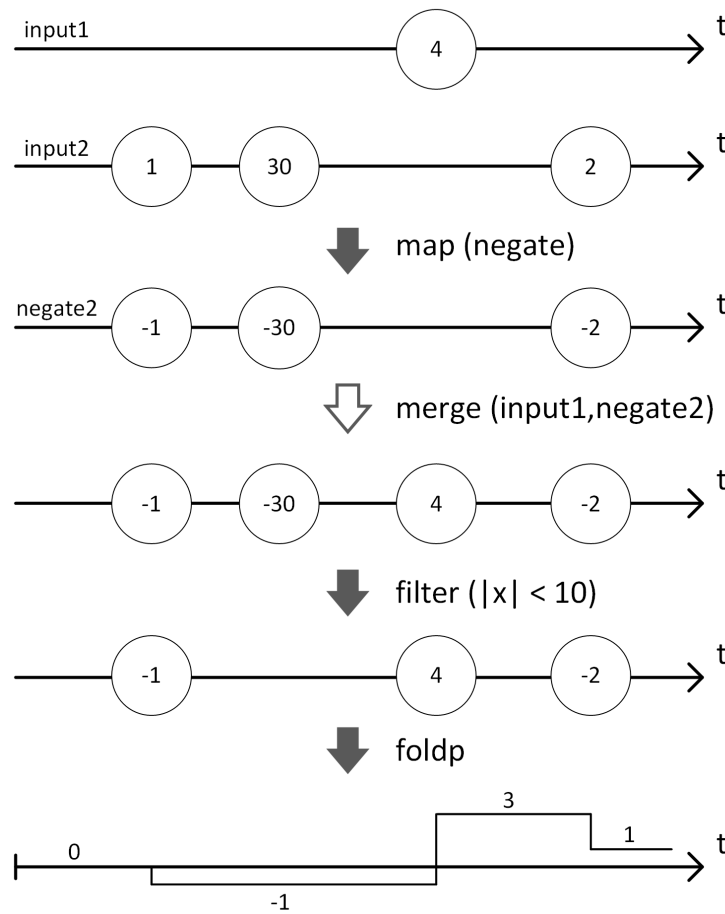 input1 t
4
input2 t
1 30 2
map (negate)
negate2 t
-1 -30 -2
merge (input1,negate2)
t
-1 -30 4 -2
filter (|x| < 10)
t
-1 4 -2
foldp
3
0 1 t
-1